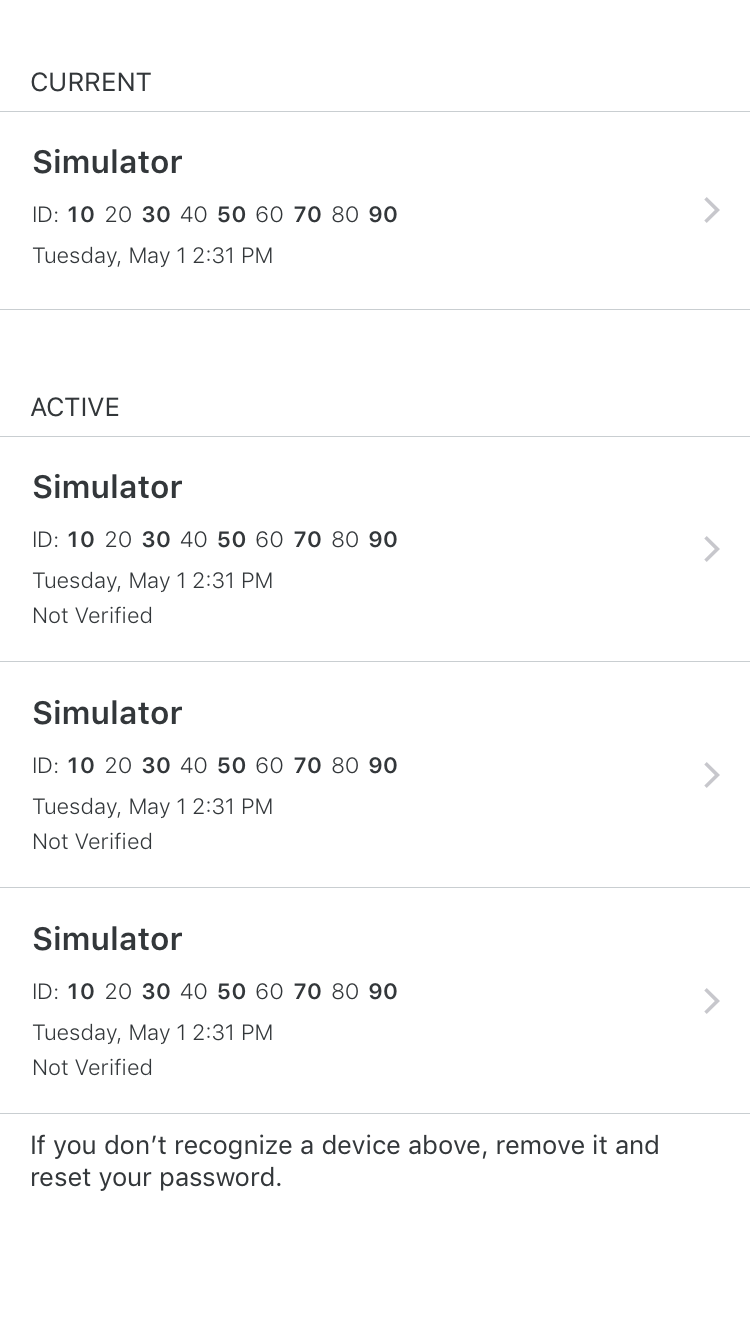 CURRENT
Simulator
ID: 10 20 30 40 50 60 70 80 90
Tuesday, May 1 2:31 PM
ACTIVE
Simulator
ID: 10 20 30 40 50 60 70 80 90
Tuesday, May 1 2:31 PM
Not Verified
Simulator
ID: 10 20 30 40 50 60 70 80 90
Tuesday, May 1 2:31 PM
Not Verified
Simulator
ID: 10 20 30 40 50 60 70 80 90
Tuesday, May 1 2:31 PM
Not Verified
If you don’t recognize a device above, remove it and
reset your password.